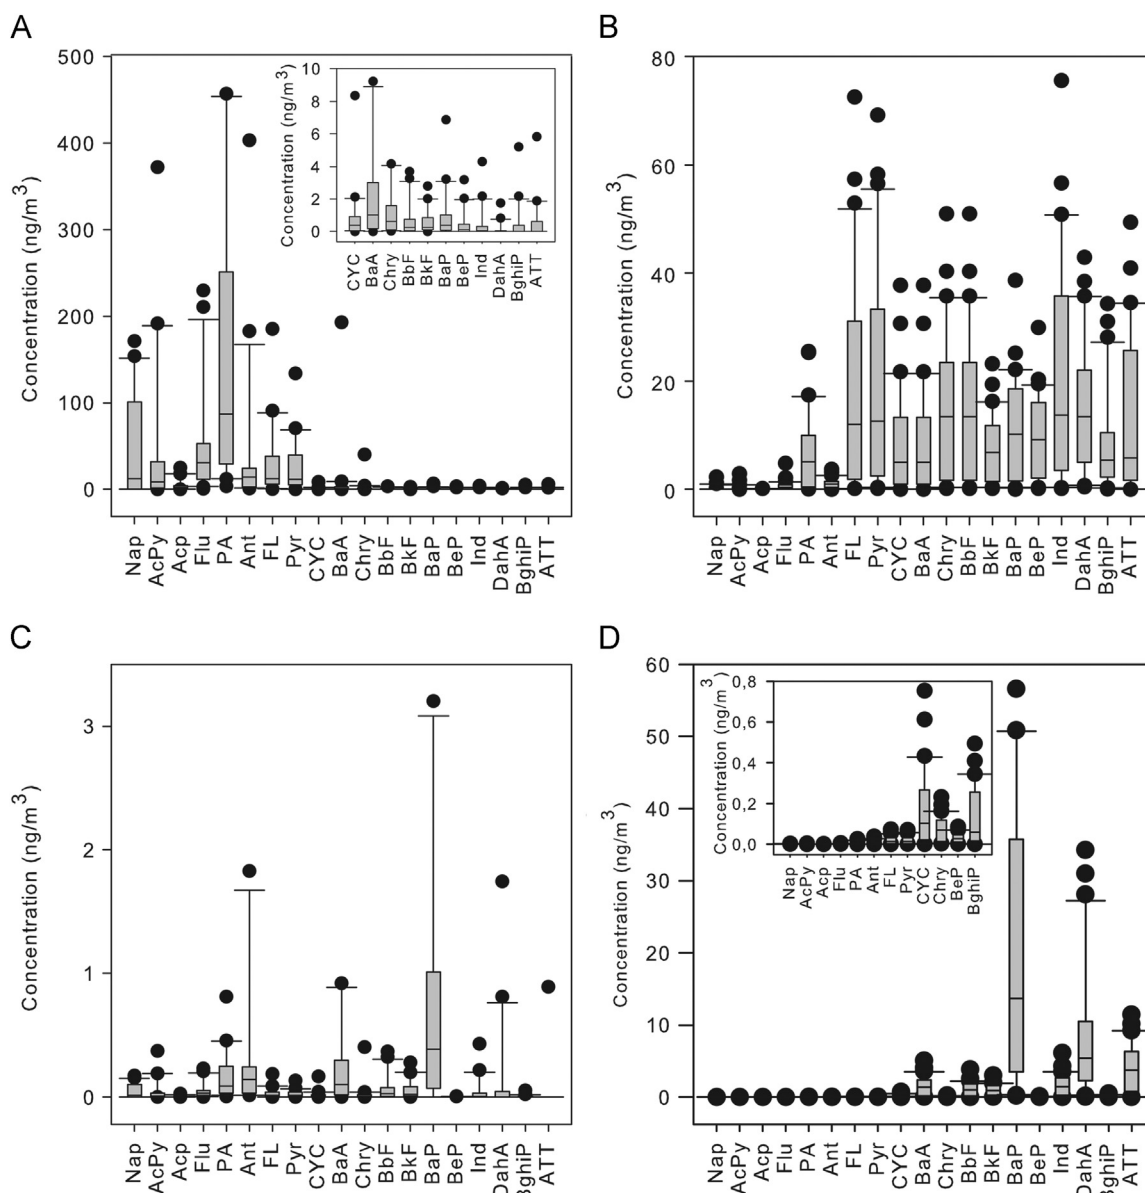 A
Concentration (ng/m3)
500
400
300
200
100
0
Concentration (ng/m3)
10
8
6
4
2
0
CYC
BaA
Chry
BbF
BkF
BaP
BeP
Ind
DahA
BghiP
ATT
Nap
AcPy
Acp
Flu
PA
Ant
FL
Pyr
CYC
BaA
Chry
BbF
BkF
BaP
BeP
Ind
DahA
BghiP
ATT
B
Concentration (ng/m3)
80
60
40
20
0
Nap
AcPy
Acp
Flu
PA
Ant
FL
Pyr
CYC
BaA
Chry
BbF
BkF
BaP
BeP
Ind
DahA
BghiP
ATT
C
Concentration (ng/m3)
3
2
1
0
Nap
AcPy
Acp
Flu
PA
Ant
FL
Pyr
CYC
BaA
Chry
BbF
BkF
BaP
BeP
Ind
DahA
BghiP
ATT
D
Concentration (ng/m3)
60
50
40
30
20
10
0
Concentration (ng/m3)
0,8
0,6
0,4
0,2
0,0
Nap
AcPy
Acp
Flu
PA
Ant
FL
Pyr
CYC
Chry
BeP
BghiP
Nap
AcPy
Acp
Flu
PA
Ant
FL
Pyr
CYC
BaA
Chry
BbF
BkF
BaP
BeP
Ind
DahA
BghiP
ATT